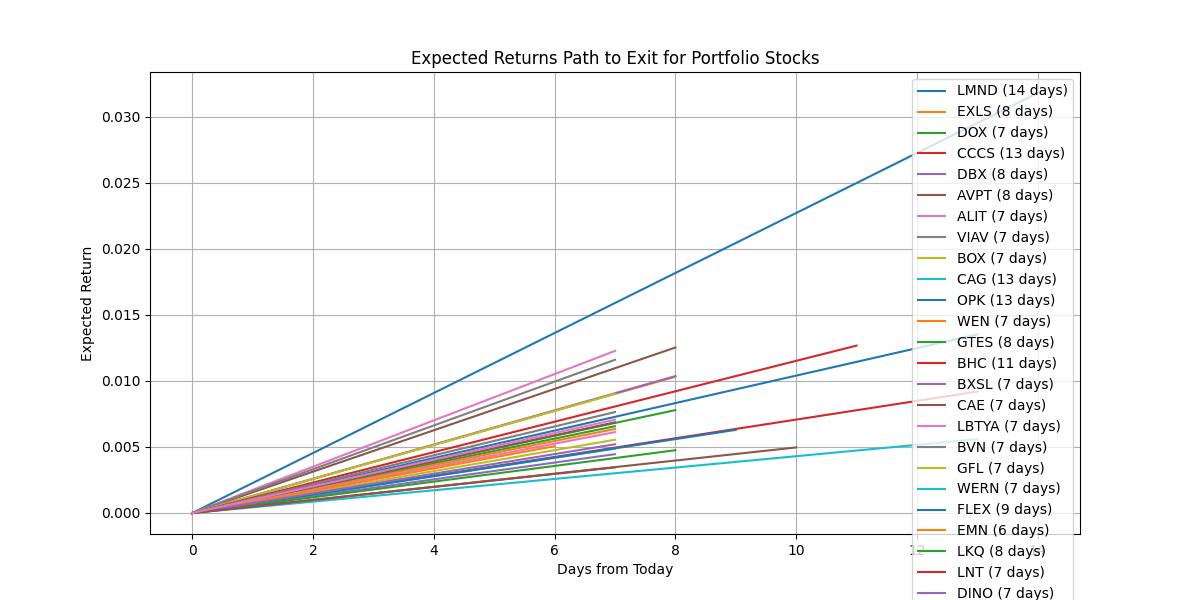 Expected Returns Path to Exit for Portfolio Stocks
Expected Return
0.030
0.025
0.020
0.015
0.010
0.005
0.000
0
2
4
6
8
10
12
Days from Today
LMND (14 days)
EXLS (8 days)
DOX (7 days)
CCCS (13 days)
DBX (8 days)
AVPT (8 days)
ALIT (7 days)
VIAV (7 days)
BOX (7 days)
CAG (13 days)
OPK (13 days)
WEN (7 days)
GTES (8 days)
BHC (11 days)
BXSL (7 days)
CAE (7 days)
LBTYA (7 days)
BVN (7 days)
GFL (7 days)
WERN (7 days)
FLEX (9 days)
EMN (6 days)
LKQ (8 days)
LNT (7 days)
DINO (7 days)